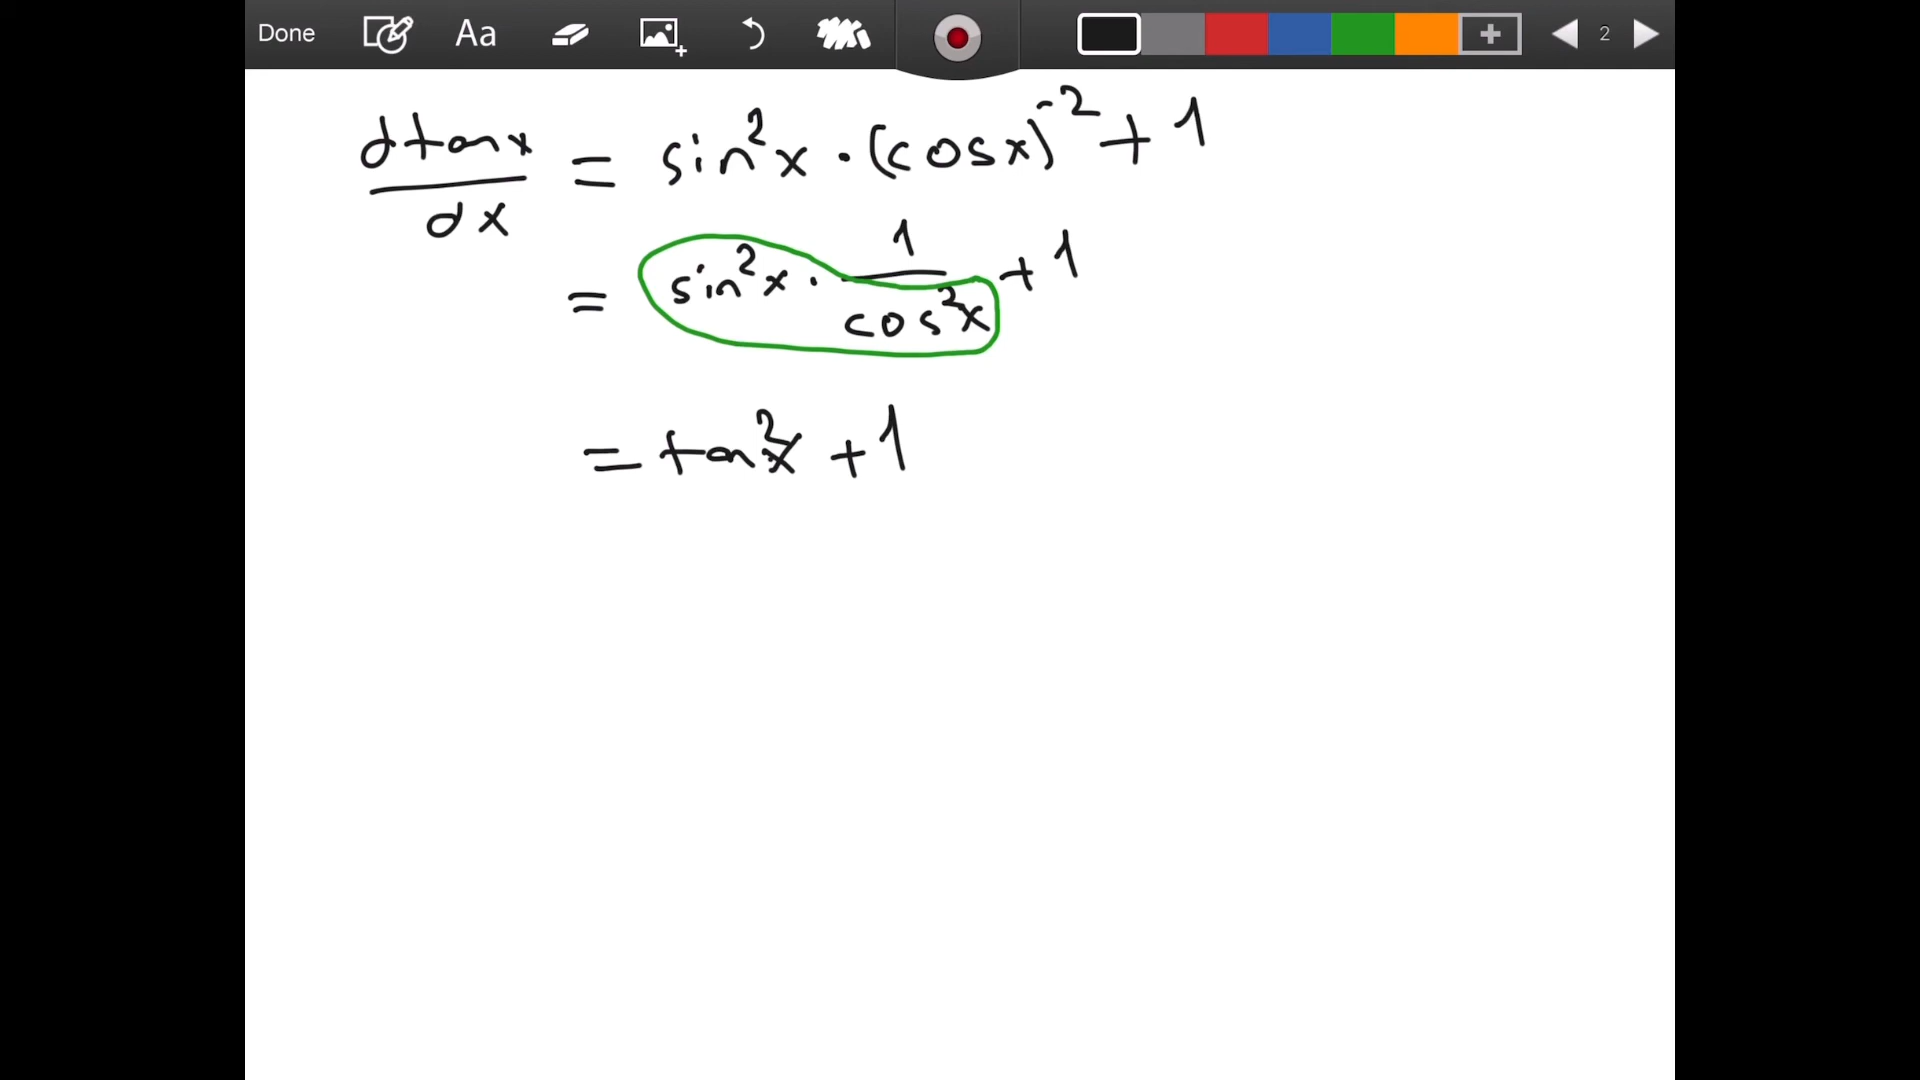 Done Aa 2
d tan x / dx = sin²x · (cos x)⁻² + 1
= sin²x · 1 / cos²x + 1
= tan²x + 1